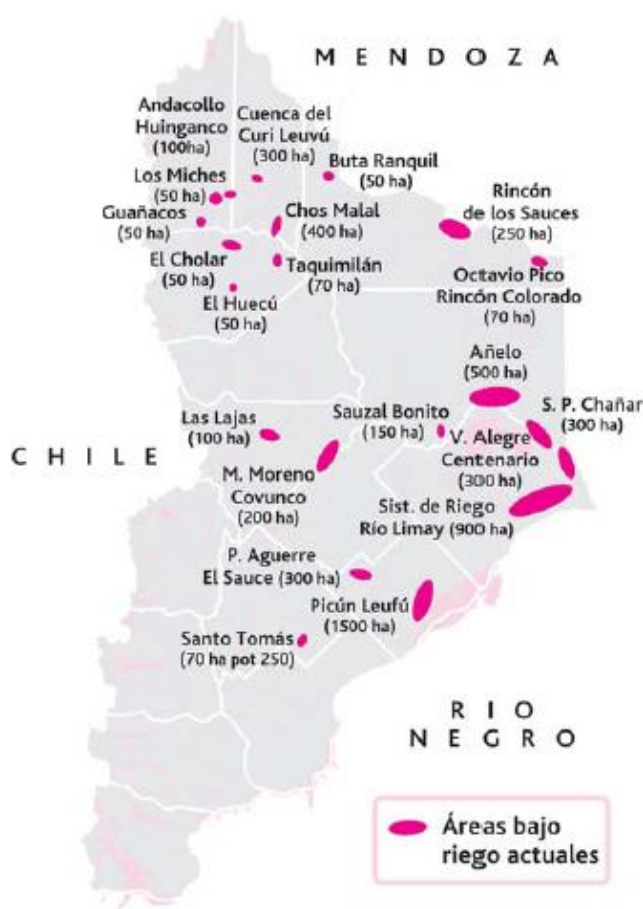 MENDOZA
Andacollo
Huinganco
(100ha)
Cuenca del
Curi Leuvú
(300 ha)
Buta Ranquil
(50 ha)
Los Miches
(50 ha)
Guañacos
(50 ha)
Chos Malal
(400 ha)
Rincón
de los Sauces
(250 ha)
El Cholar
(50 ha)
Taquimilán
(70 ha)
Octavio Pico
Rincón Colorado
(70 ha)
El Huecú
(50 ha)
Añelo
(500 ha)
Las Lajas
(100 ha)
Sauzal Bonito
(150 ha)
S. P. Chañar
(300 ha)
CHILE
V. Alegre
Centenario
(300 ha)
M. Moreno
Covunco
(200 ha)
Sist. de Riego
Río Limay (900 ha)
P. Aguerre
El Sauce (300 ha)
Picún Leufú
(1500 ha)
Santo Tomás
(70 ha pot 250)
RIO
NEGRO
Áreas bajo
riego actuales